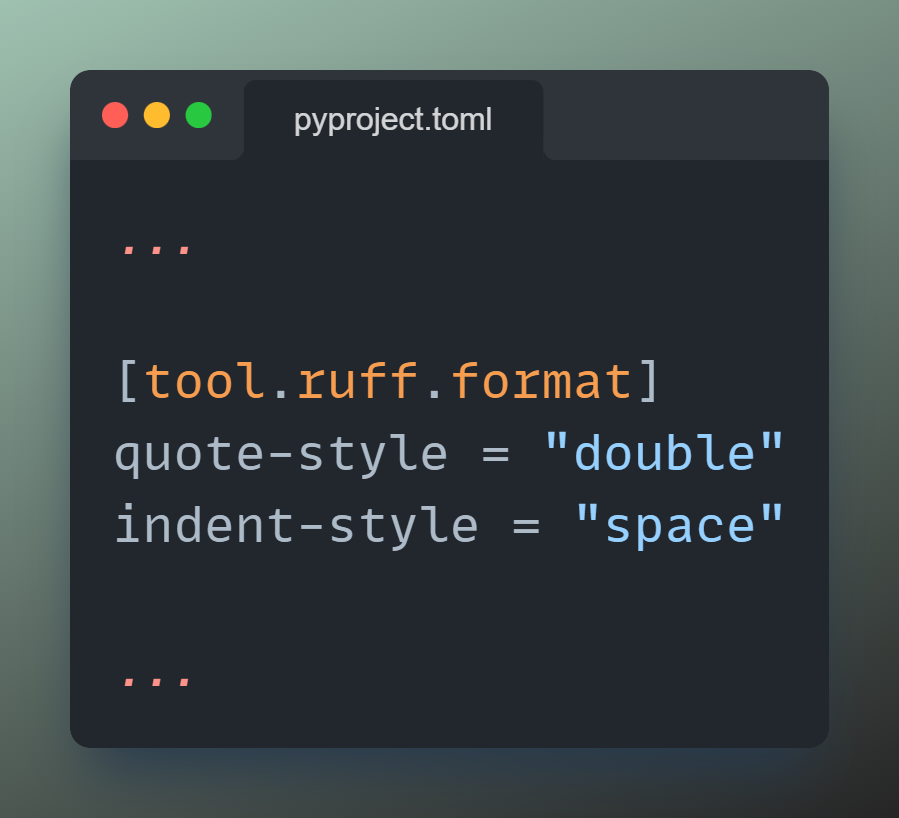 pyproject.toml
...
[tool.ruff.format]
quote-style = "double"
indent-style = "space"
...